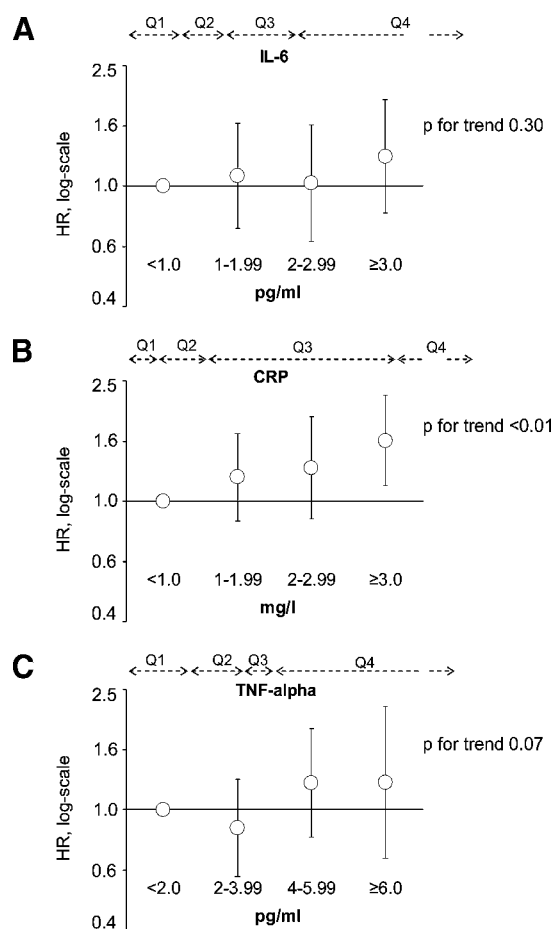 A
Q1 Q2 Q3 Q4
IL-6
2.5
1.6
p for trend 0.30
1.0
0.6
0.4
HR, log-scale
<1.0 1-1.99 2-2.99 ≥3.0
pg/ml
B
Q1 Q2 Q3 Q4
CRP
2.5
1.6
p for trend <0.01
1.0
0.6
0.4
HR, log-scale
<1.0 1-1.99 2-2.99 ≥3.0
mg/l
C
Q1 Q2 Q3 Q4
TNF-alpha
2.5
1.6
p for trend 0.07
1.0
0.6
0.4
HR, log-scale
<2.0 2-3.99 4-5.99 ≥6.0
pg/ml